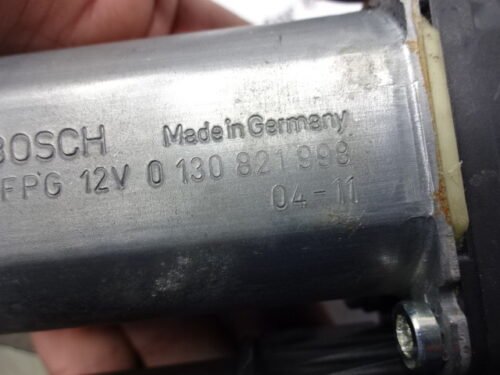 BOSCH Made in Germany
FPG 12V 0 130 821 998
04-11